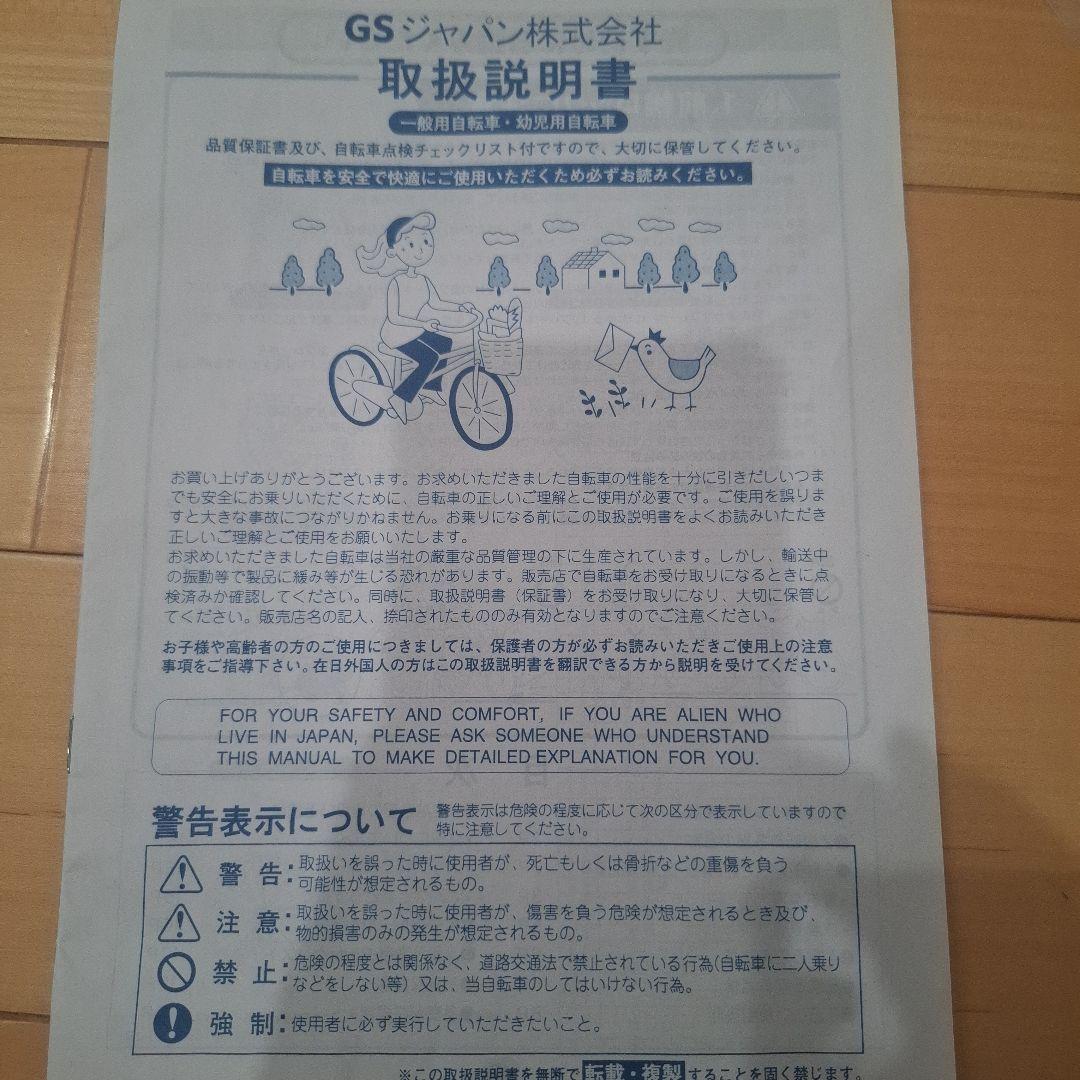 GSジャパン株式会社
取扱説明書
一般用自転車・幼児用自転車
品質保証書及び、自転車点検チェックリスト付ですので、大切に保管してください。
自転車を安全で快適にご使用いただくため必ずお読みください。
お買い上げありがとうございます。お求めいただきました自転車の性能を十分に引きだしいつま
でも安全にお乗りいただくために、自転車の正しいご理解とご使用が必要です。ご使用を誤りま
すと大きな事故につながりかねません。お乗りになる前にこの取扱説明書をよくお読みいただき
正しいご理解とご使用をお願いいたします。
お求めいただきました自転車は当社の厳重な品質管理の下に生産されています。しかし、輸送中
の振動等で製品に緩み等が生じる恐れがあります。販売店で自転車をお受け取りになるときに点
検済みか確認してください。同時に、取扱説明書（保証書）をお受け取りになり、大切に保管し
てください。販売店名の記入、捺印されたもののみ有効となりますのでご注意ください。
お子様や高齢者の方のご使用につきましては、保護者の方が必ずお読みいただきご使用上の注意
事項をご指導下さい。在日外国人の方はこの取扱説明書を翻訳できる方から説明を受けてください。
FOR YOUR SAFETY AND COMFORT, IF YOU ARE ALIEN WHO
LIVE IN JAPAN, PLEASE ASK SOMEONE WHO UNDERSTAND
THIS MANUAL TO MAKE DETAILED EXPLANATION FOR YOU.
警告表示について
警告表示は危険の程度に応じて次の区分で表示していますので
特に注意してください。
警告：取扱いを誤った時に使用者が、死亡もしくは骨折などの重傷を負う
可能性が想定されるもの。
注意：取扱いを誤った時に使用者が、傷害を負う危険が想定されるとき及び、
物的損害のみの発生が想定されるもの。
禁止：危険の程度とは関係なく、道路交通法で禁止されている行為(自転車に二人乗り
などをしない等）又は、当自転車のしてはいけない行為。
強制：使用者に必ず実行していただきたいこと。
※この取扱説明書を無断で転載・複製することを固く禁じます。